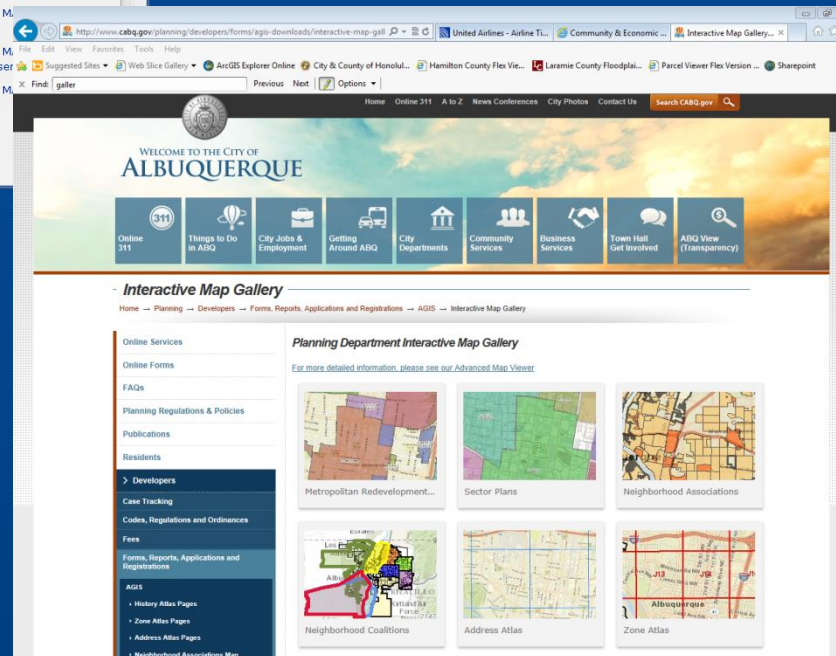 http://www.cabq.gov/planning/developers/forms/agis-downloads/interactive-map-gall
United Airlines - Airline Ti...
Community & Economic ...
Interactive Map Gallery...
File Edit View Favorites Tools Help
Suggested Sites
Web Slice Gallery
ArcGIS Explorer Online
City & County of Honolul...
Hamilton County Flex Vie...
Laramie County Floodplai...
Parcel Viewer Flex Version ...
Sharepoint
Find: galler
Previous Next Options
Home Online 311 A to Z News Conferences City Photos Contact Us Search CABQ.gov
WELCOME TO THE CITY OF
ALBUQUERQUE
311
Online 311
Things to Do in ABQ
City Jobs & Employment
Getting Around ABQ
City Departments
Community Services
Business Services
Town Hall Get Involved
ABQ View (Transparency)
Interactive Map Gallery
Home → Planning → Developers → Forms, Reports, Applications and Registrations → AGIS → Interactive Map Gallery
Online Services
Online Forms
FAQs
Planning Regulations & Policies
Publications
Residents
> Developers
Case Tracking
Codes, Regulations and Ordinances
Fees
Forms, Reports, Applications and
Registrations
AGIS
› History Atlas Pages
› Zone Atlas Pages
› Address Atlas Pages
› Neighborhood Associations Map
Planning Department Interactive Map Gallery
For more detailed information, please see our Advanced Map Viewer
Metropolitan Redevelopment...
Sector Plans
Neighborhood Associations
Neighborhood Coalitions
Address Atlas
J13
J14
Albuquerque
Zone Atlas